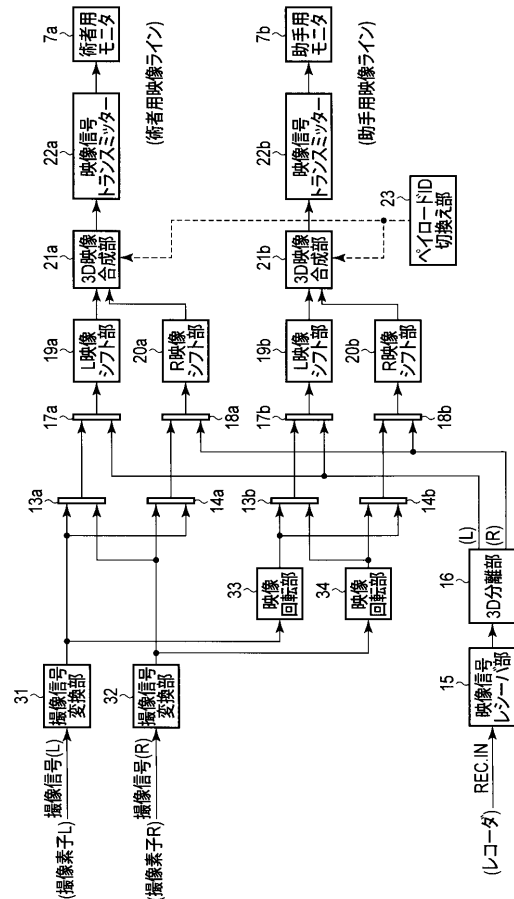 (撮像素子L)
撮像信号(L)
31
撮像信号
変換部
(撮像素子R)
撮像信号(R)
32
撮像信号
変換部
33
映像
回転部
34
映像
回転部
(レコーダ)
REC.IN
15
映像信号
レシーバ部
16
3D分離部
(L)
(R)
13a
14a
13b
14b
17a
18a
17b
18b
19a
L映像
シフト部
20a
R映像
シフト部
19b
L映像
シフト部
20b
R映像
シフト部
21a
3D映像
合成部
21b
3D映像
合成部
23
ペイロードID
切換え部
22a
映像信号
トランスミッター
22b
映像信号
トランスミッター
7a
術者用
モニタ
(術者用映像ライン)
7b
助手用
モニタ
(助手用映像ライン)